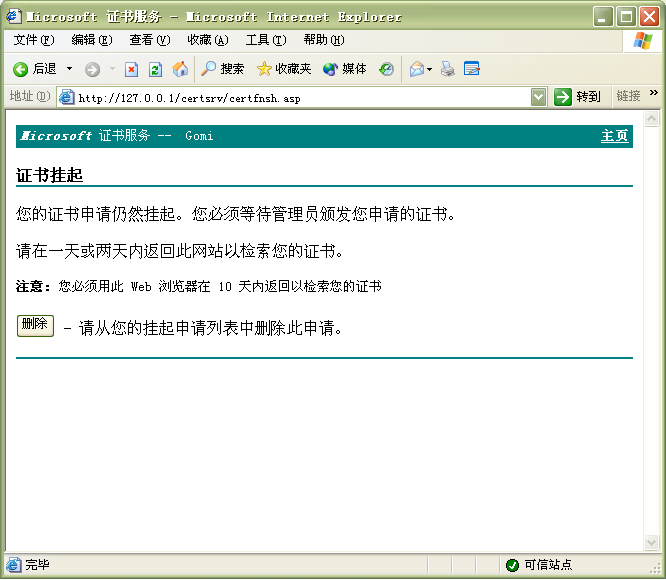 Microsoft 证书服务 - Microsoft Internet Explorer
文件(F) 编辑(E) 查看(V) 收藏(A) 工具(T) 帮助(H)
后退 搜索 收藏夹 媒体
地址(D) http://127.0.0.1/certsrv/certfnsh.asp 转到 链接 »
Microsoft 证书服务 -- Gomi 主页
证书挂起
您的证书申请仍然挂起。您必须等待管理员颁发您申请的证书。
请在一天或两天内返回此网站以检索您的证书。
注意：您必须用此 Web 浏览器在 10 天内返回以检索您的证书
删除 - 请从您的挂起申请列表中删除此申请。
完毕 可信站点